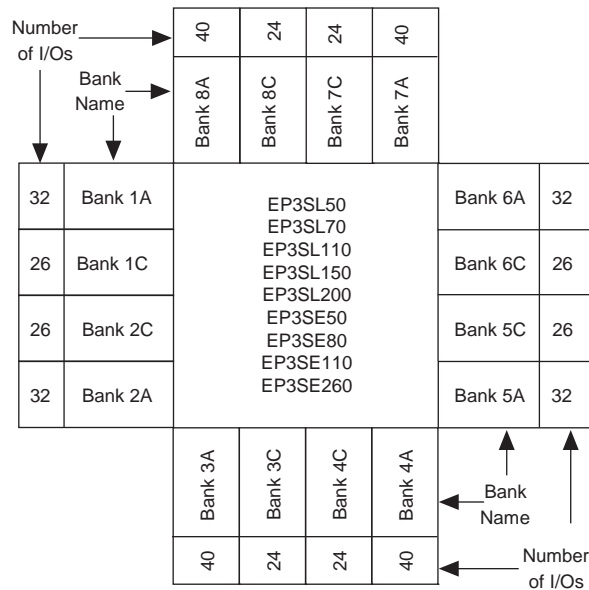 Number
of I/Os
40
24
24
40
Bank
Name
Bank 8A
Bank 8C
Bank 7C
Bank 7A
32
Bank 1A
26
Bank 1C
26
Bank 2C
32
Bank 2A
EP3SL50
EP3SL70
EP3SL110
EP3SL150
EP3SL200
EP3SE50
EP3SE80
EP3SE110
EP3SE260
Bank 6A
32
Bank 6C
26
Bank 5C
26
Bank 5A
32
Bank 3A
Bank 3C
Bank 4C
Bank 4A
Bank
Name
40
24
24
40
Number
of I/Os